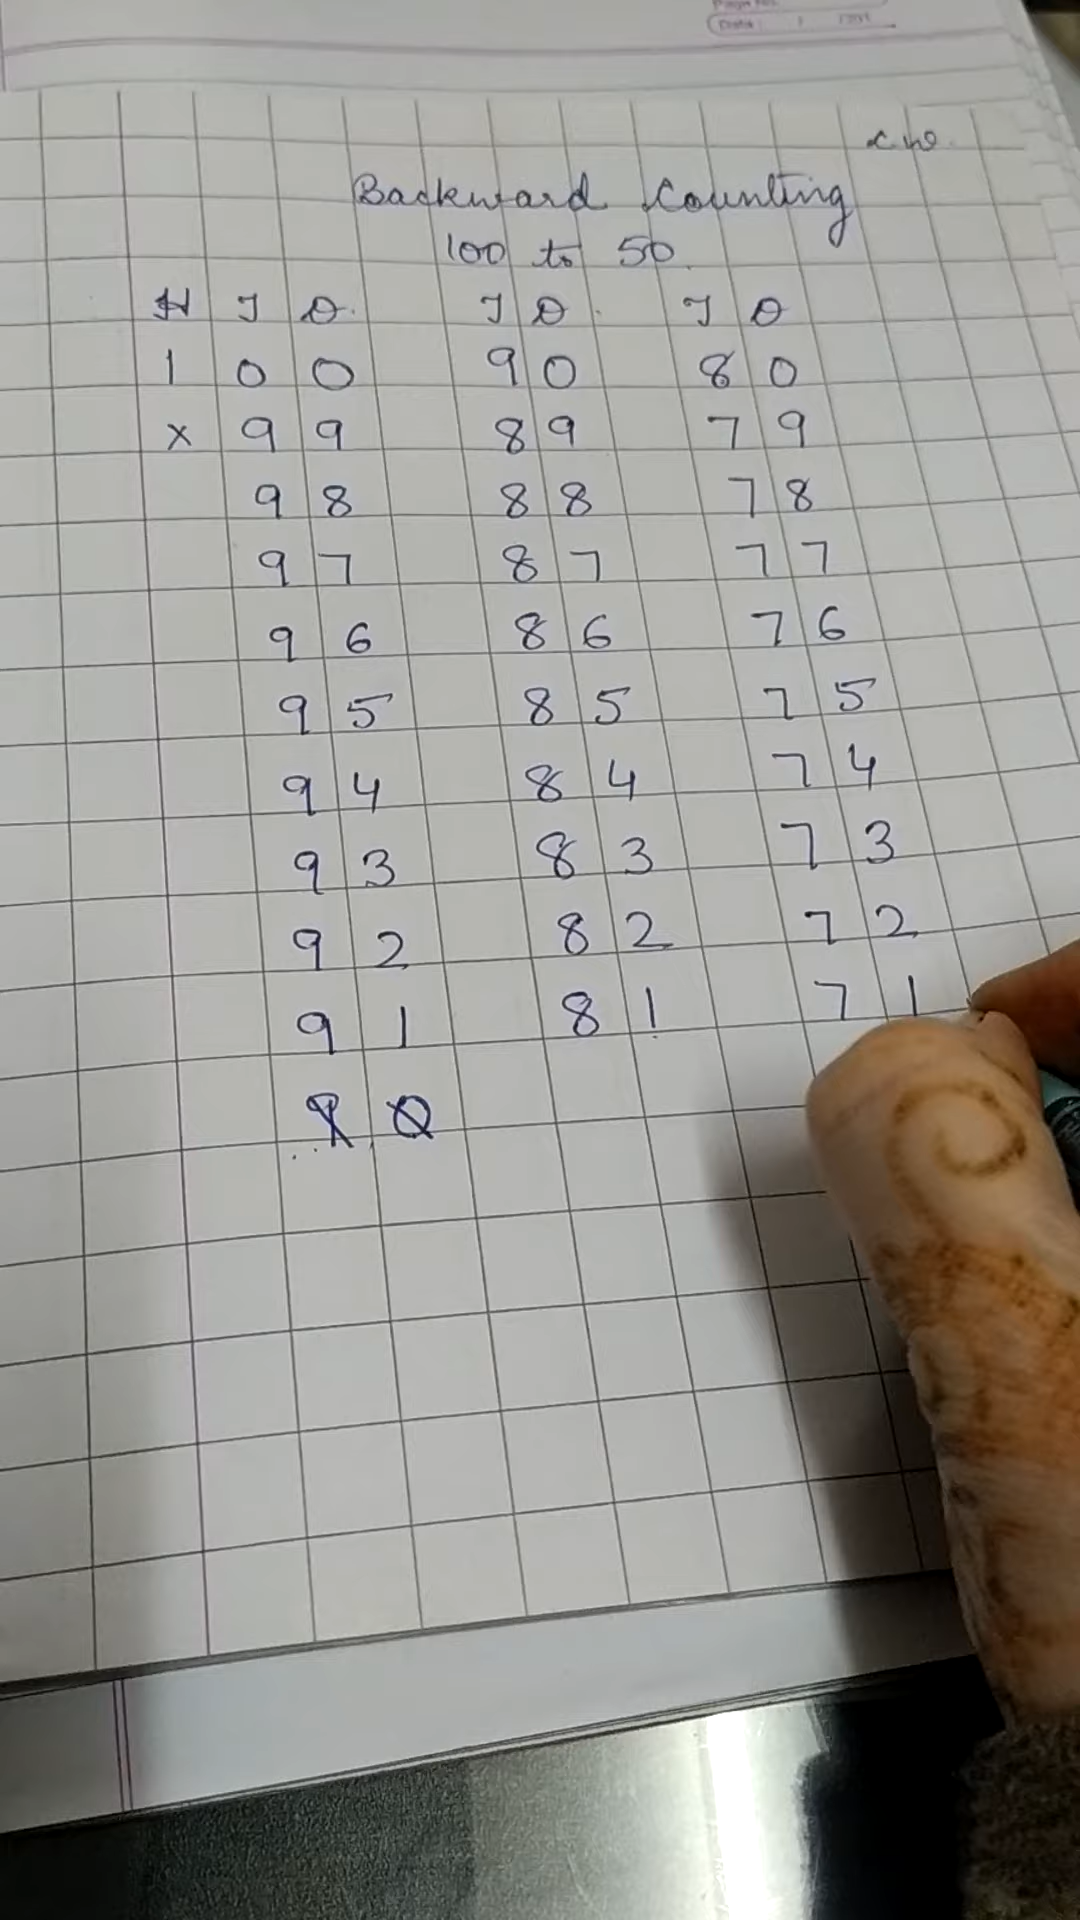 c.w.
Backward Counting
100 to 50.
H T O. T O. T O
1 0 0 9 0 8 0
x 9 9 8 9 7 9
9 8 8 8 7 8
9 7 8 7 7 7
9 6 8 6 7 6
9 5 8 5 7 5
9 4 8 4 7 4
9 3 8 3 7 3
9 2 8 2 7 2
9 1 8 1 7 1
9 0